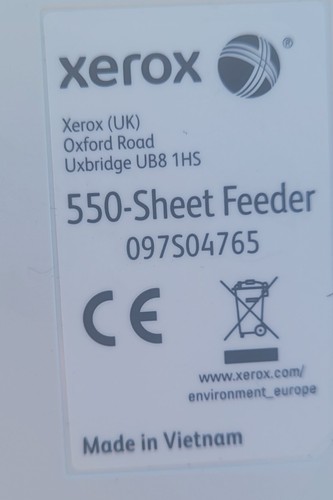 xerox ®
Xerox (UK)
Oxford Road
Uxbridge UB8 1HS
550-Sheet Feeder
097S04765
CE
www.xerox.com/
environment_europe
Made in Vietnam